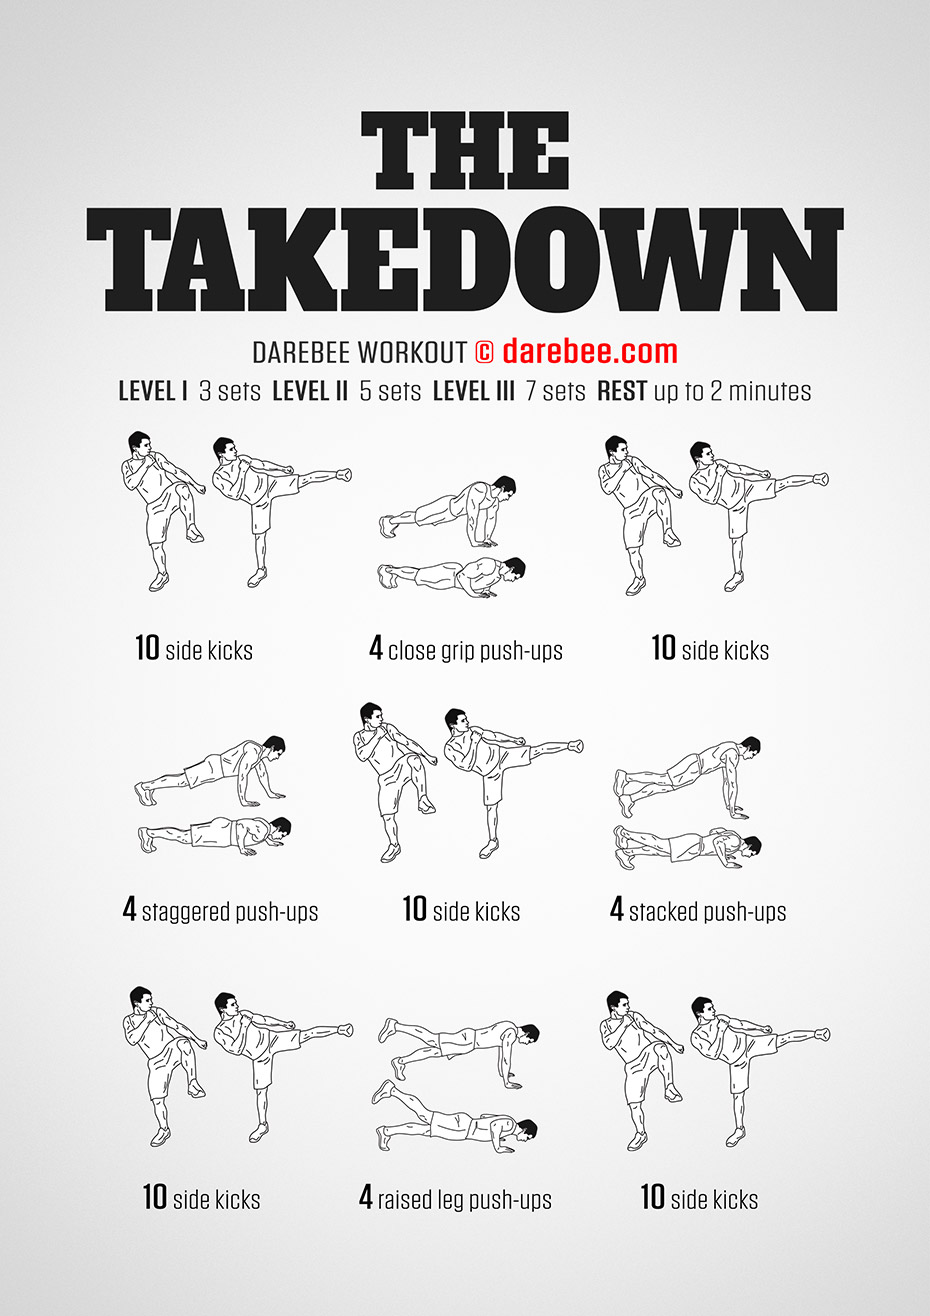 THE
TAKEDOWN
DAREBEE WORKOUT © darebee.com
LEVEL I 3 sets LEVEL II 5 sets LEVEL III 7 sets REST up to 2 minutes
10 side kicks
4 close grip push-ups
10 side kicks
4 staggered push-ups
10 side kicks
4 stacked push-ups
10 side kicks
4 raised leg push-ups
10 side kicks